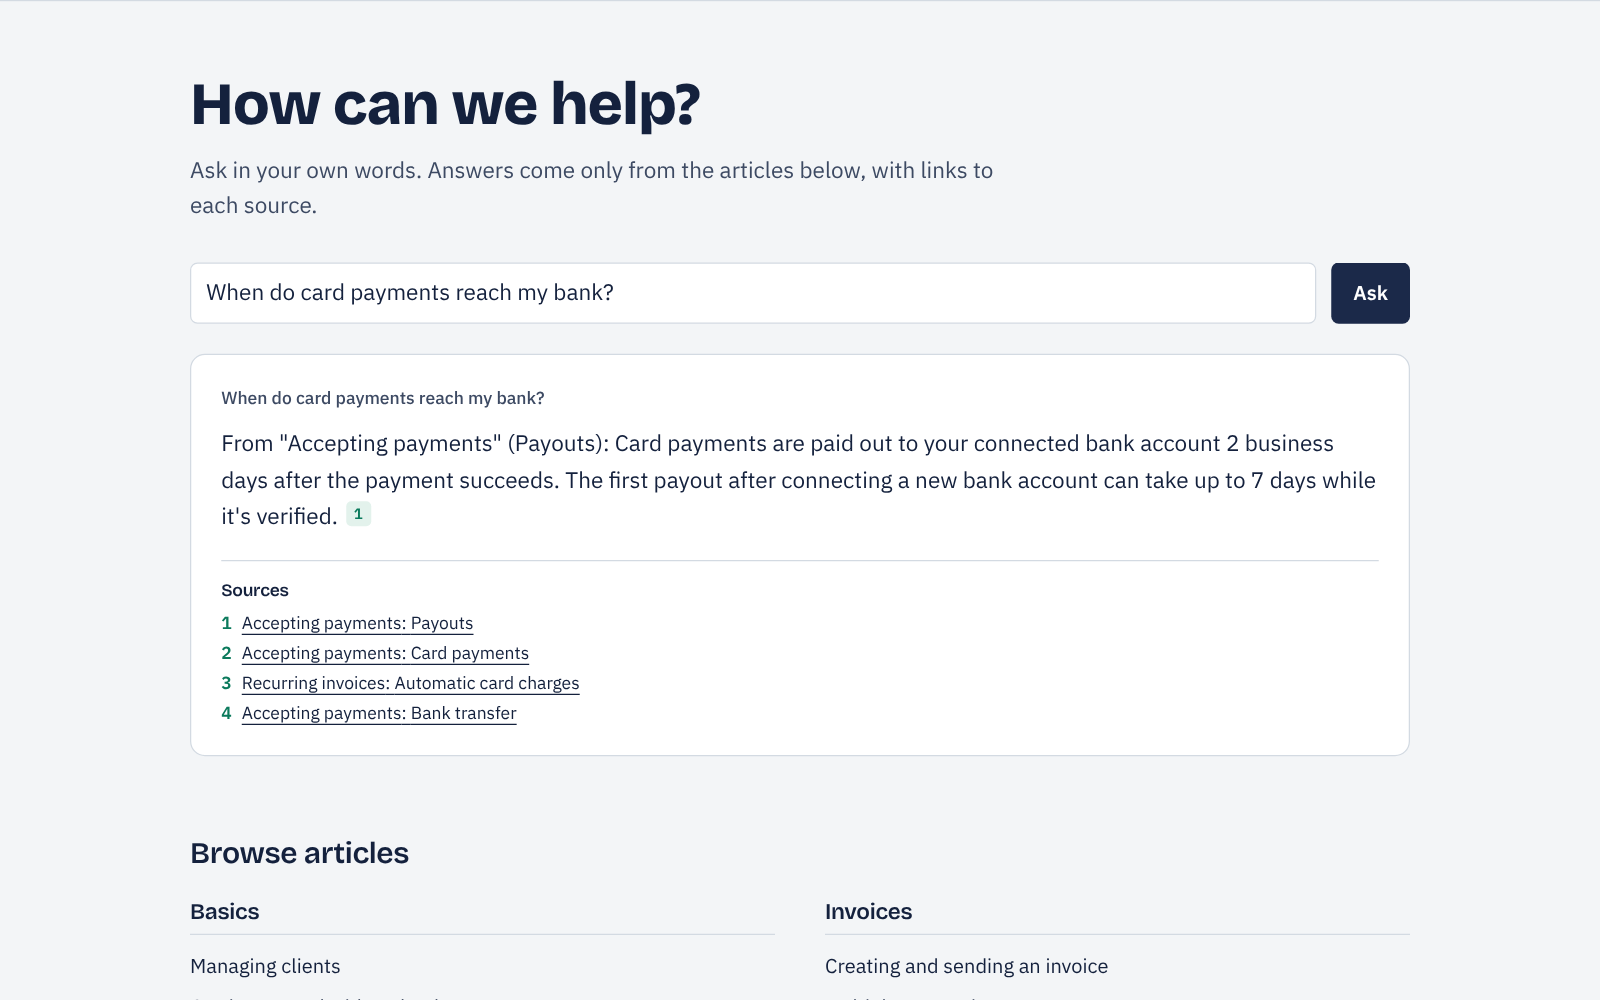 How can we help?
Ask in your own words. Answers come only from the articles below, with links to
each source.
When do card payments reach my bank?
Ask
When do card payments reach my bank?
From "Accepting payments" (Payouts): Card payments are paid out to your connected bank account 2 business
days after the payment succeeds. The first payout after connecting a new bank account can take up to 7 days while
it's verified. 1
Sources
1 Accepting payments: Payouts
2 Accepting payments: Card payments
3 Recurring invoices: Automatic card charges
4 Accepting payments: Bank transfer
Browse articles
Basics
Invoices
Managing clients
Creating and sending an invoice